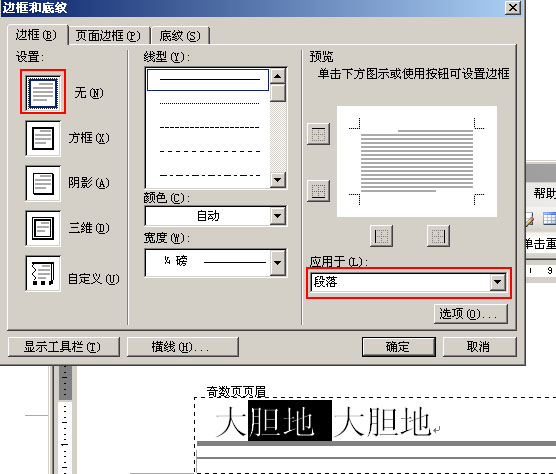 边框和底纹
边框(B) 页面边框(P) 底纹(S)
设置:
无(N)
方框(X)
阴影(A)
三维(D)
自定义(U)
线型(Y):
颜色(C):
自动
宽度(W):
¼ 磅
预览
单击下方图示或使用按钮可设置边框
应用于(L):
段落
选项(O)...
显示工具栏(T) 横线(H)... 确定 取消
帮助
单击重
9
奇数页页眉
大胆地 大胆地